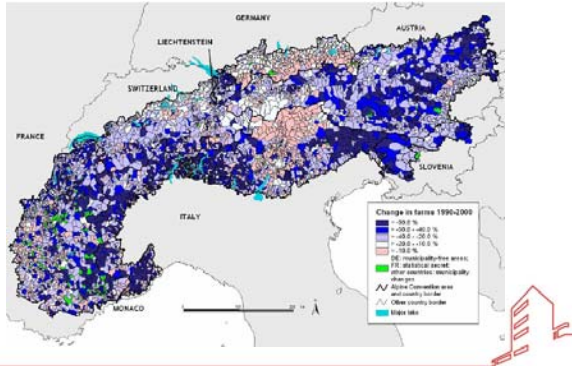 GERMANY
AUSTRIA
LIECHTENSTEIN
SWITZERLAND
FRANCE
SLOVENIA
ITALY
MONACO
Change in farms 1990-2000
DE: municipality-free areas;
FR: statistical secret;
other countries: municipality
changes
Alpine Convention area
and country border
Other country border
Major lake